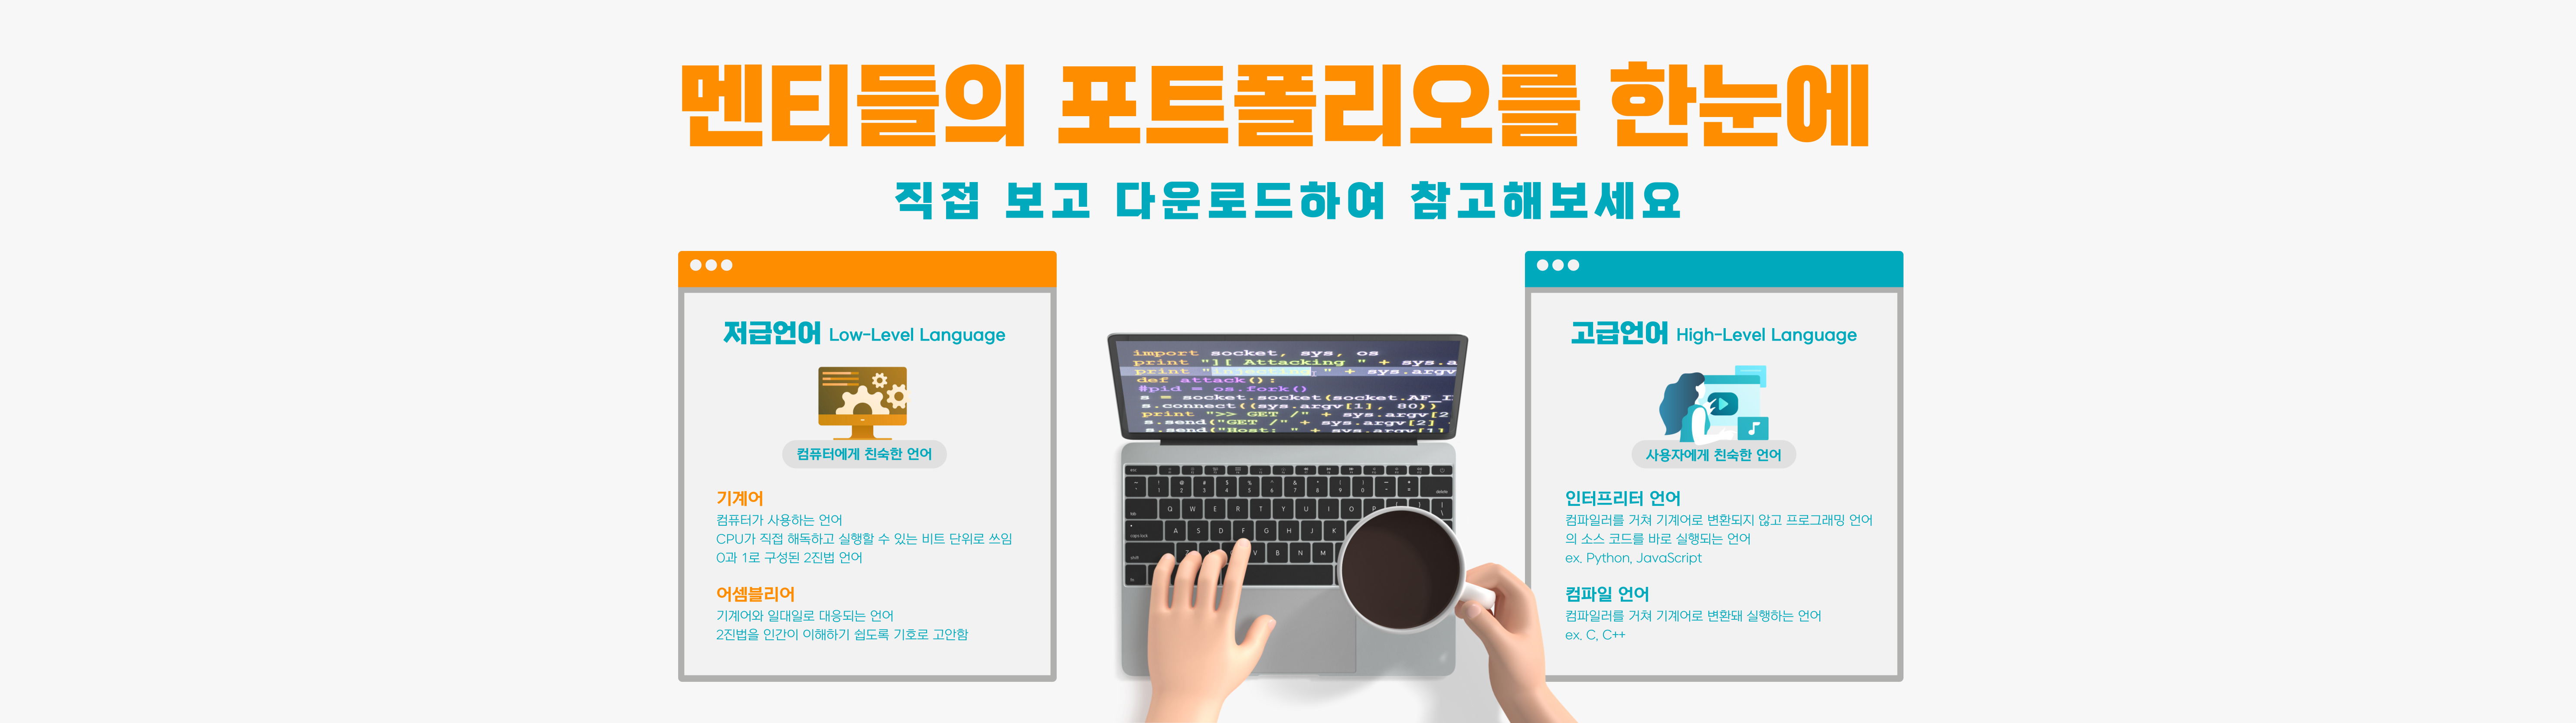 멘티들의 포트폴리오를 한눈에
직접 보고 다운로드하여 참고해보세요
저급언어 Low-Level Language
컴퓨터에게 친숙한 언어
기계어
컴퓨터가 사용하는 언어
CPU가 직접 해독하고 실행할 수 있는 비트 단위로 쓰임
0과 1로 구성된 2진법 언어
어셈블리어
기계어와 일대일로 대응되는 언어
2진법을 인간이 이해하기 쉽도록 기호로 고안함
import socket, sys, os
print "][ Attacking " + sys.a
print "injecting " + sys.argv
def attack():
#pid = os.fork()
s = socket.socket(socket.AF_I
s.connect((sys.argv[1], 80))
print ">> GET /" + sys.argv[2
s.send("GET /" + sys.argv[2]
s.send("Host: " + sys.argv[1]
Q W E R T Y U I O P
A S D F G H J K
Z V B N M
고급언어 High-Level Language
사용자에게 친숙한 언어
인터프리터 언어
컴파일러를 거쳐 기계어로 변환되지 않고 프로그래밍 언어
의 소스 코드를 바로 실행되는 언어
ex. Python, JavaScript
컴파일 언어
컴파일러를 거쳐 기계어로 변환돼 실행하는 언어
ex. C, C++